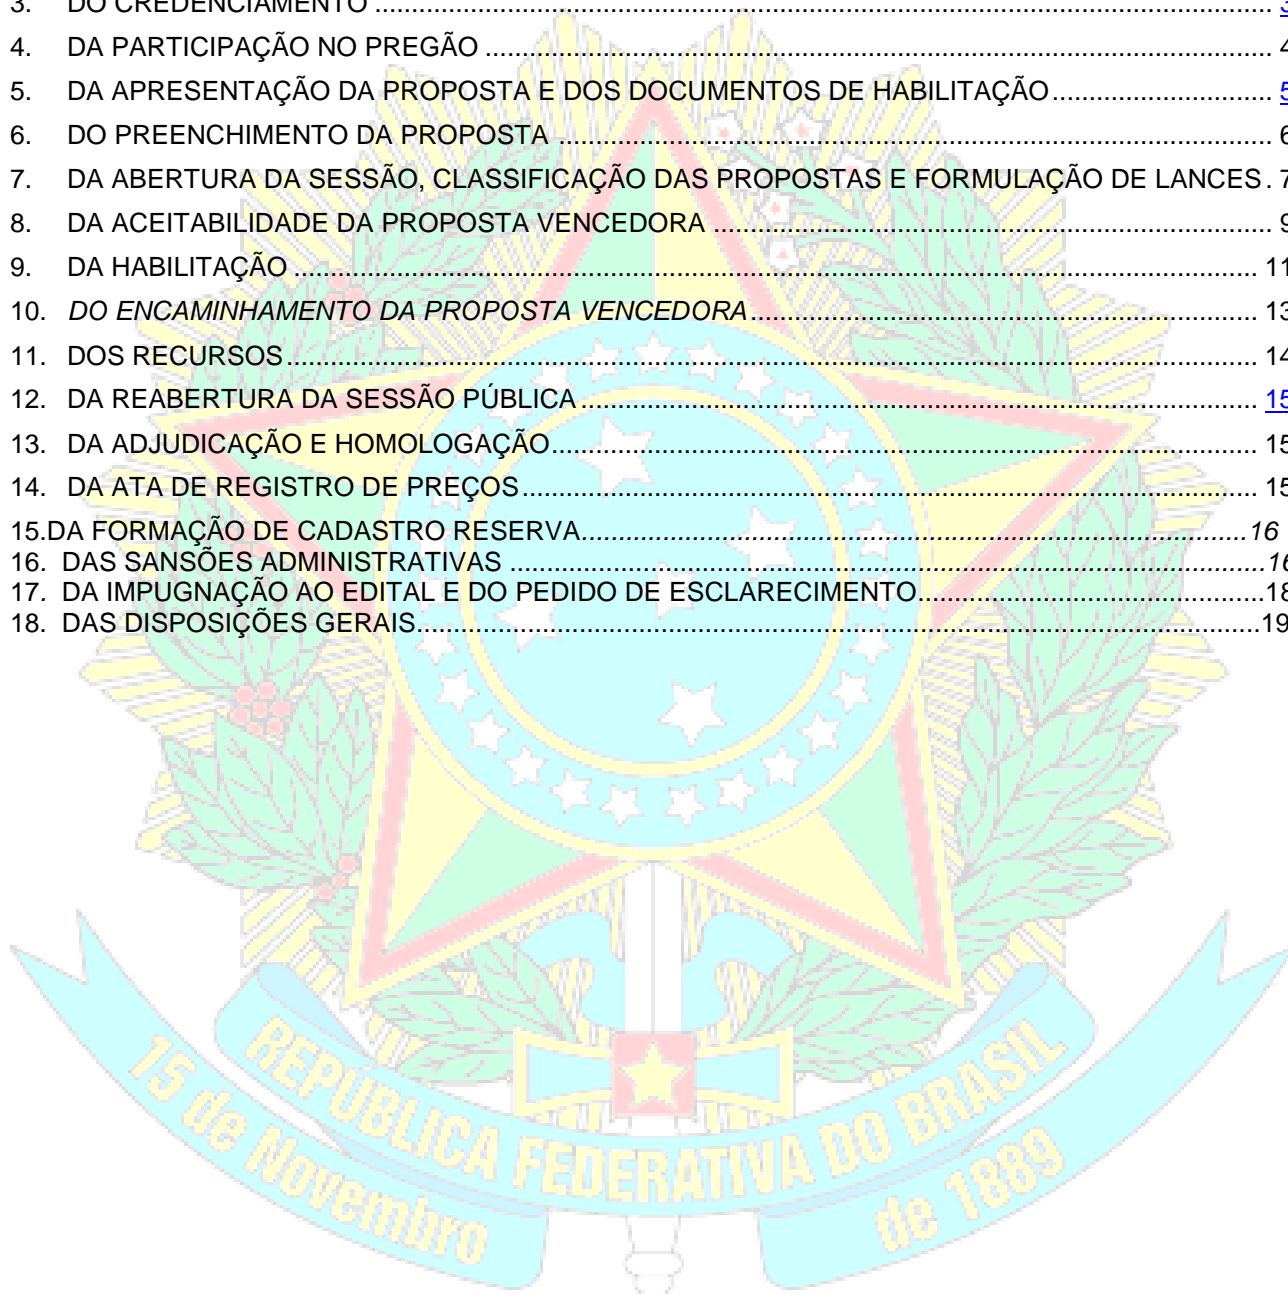 3. DO CREDENCIAMENTO ........................................................................................................................ 3
4. DA PARTICIPAÇÃO NO PREGÃO ......................................................................................................... 4
5. DA APRESENTAÇÃO DA PROPOSTA E DOS DOCUMENTOS DE HABILITAÇÃO ............................. 5
6. DO PREENCHIMENTO DA PROPOSTA ................................................................................................ 6
7. DA ABERTURA DA SESSÃO, CLASSIFICAÇÃO DAS PROPOSTAS E FORMULAÇÃO DE LANCES . 7
8. DA ACEITABILIDADE DA PROPOSTA VENCEDORA ........................................................................... 9
9. DA HABILITAÇÃO ................................................................................................................................. 11
10. DO ENCAMINHAMENTO DA PROPOSTA VENCEDORA .................................................................... 13
11. DOS RECURSOS .................................................................................................................................. 14
12. DA REABERTURA DA SESSÃO PÚBLICA ........................................................................................... 15
13. DA ADJUDICAÇÃO E HOMOLOGAÇÃO............................................................................................... 15
14. DA ATA DE REGISTRO DE PREÇOS ................................................................................................... 15
15.DA FORMAÇÃO DE CADASTRO RESERVA.........................................................................................16
16. DAS SANSÕES ADMINISTRATIVAS ....................................................................................................16
17. DA IMPUGNAÇÃO AO EDITAL E DO PEDIDO DE ESCLARECIMENTO..........................................18
18. DAS DISPOSIÇÕES GERAIS................................................................................................................19
REPÚBLICA FEDERATIVA DO BRASIL
15 de Novembro de 1889